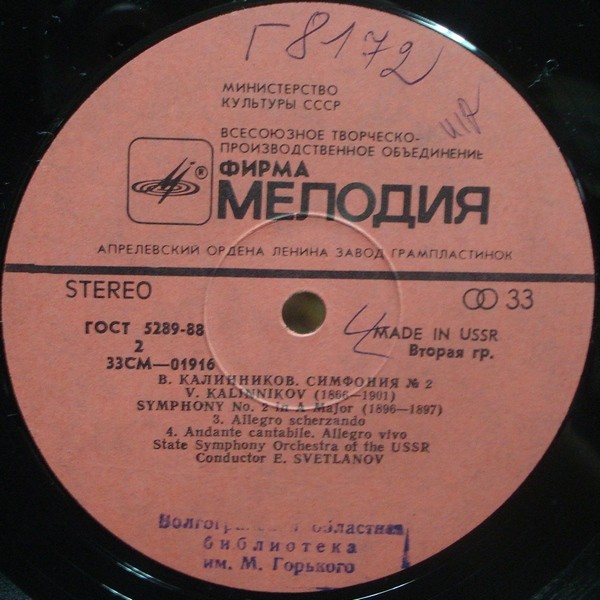 Г8172
МИНИСТЕРСТВО
КУЛЬТУРЫ СССР
ВСЕСОЮЗНОЕ ТВОРЧЕСКО-
ПРОИЗВОДСТВЕННОЕ ОБЪЕДИНЕНИЕ
®
ФИРМА
МЕЛОДИЯ
АПРЕЛЕВСКИЙ ОРДЕНА ЛЕНИНА ЗАВОД ГРАМПЛАСТИНОК
STEREO
33
ГОСТ 5289-88
MADE IN USSR
2
Вторая гр.
33СМ—01916
В. КАЛИННИКОВ. СИМФОНИЯ № 2
V. KALINNIKOV (1866—1901)
SYMPHONY No. 2 in A Major (1896—1897)
3. Allegro scherzando
4. Andante cantabile. Allegro vivo
State Symphony Orchestra of the USSR
Conductor E. SVETLANOV
областная
библиотека
им. М. Горького